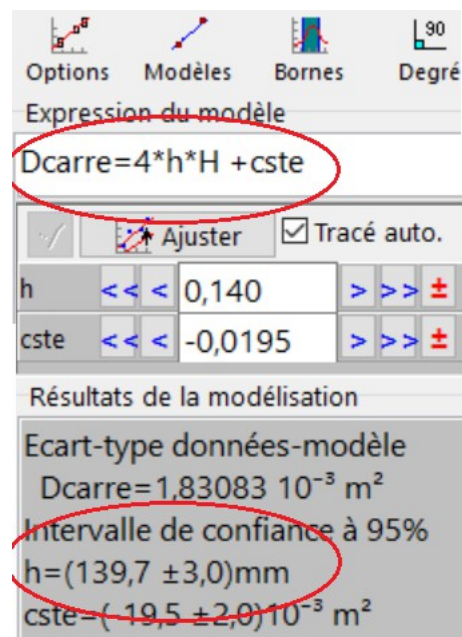 90
Options Modèles Bornes Degré
Expression du modèle
Dcarre=4*h*H +cste
Ajuster Tracé auto.
h << < 0,140 > >> ±
cste << < -0,0195 > >> ±
Résultats de la modélisation
Ecart-type données-modèle
Dcarre=1,83083 10⁻³ m²
Intervalle de confiance à 95%
h=(139,7 ±3,0)mm
cste=(-19,5 ±2,0)10⁻³ m²